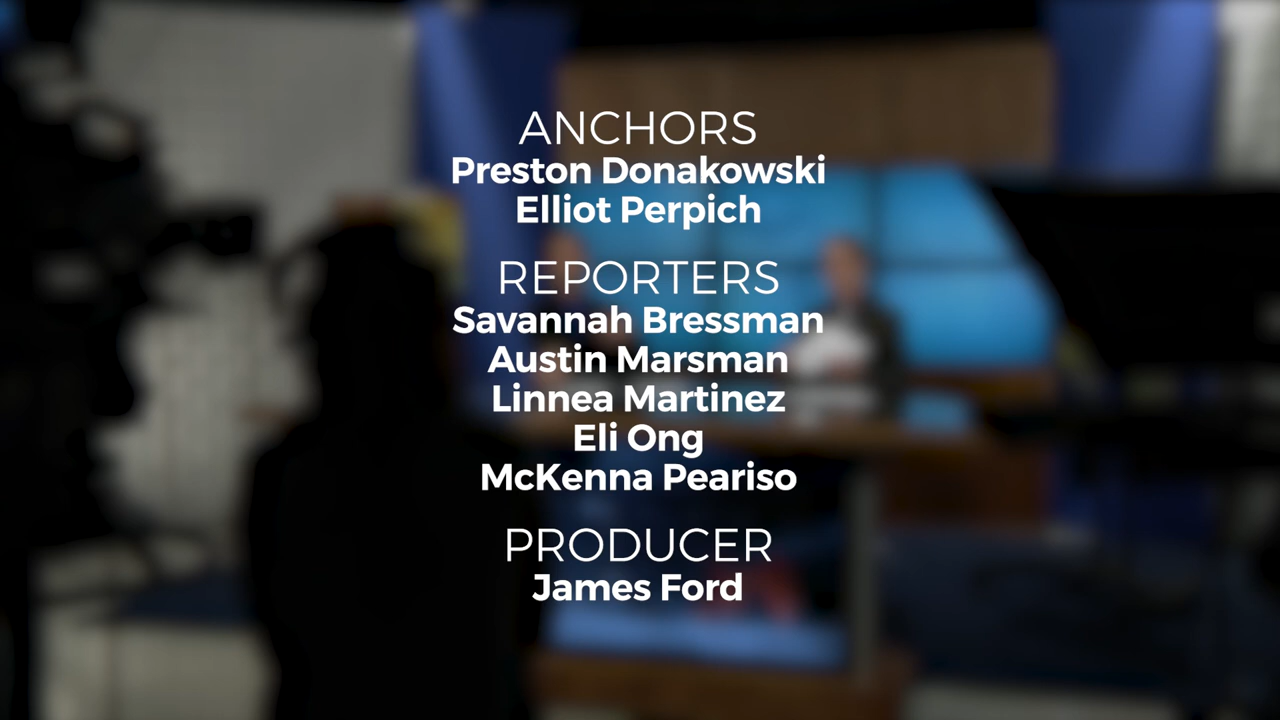 ANCHORS
Preston Donakowski
Elliot Perpich
REPORTERS
Savannah Bressman
Austin Marsman
Linnea Martinez
Eli Ong
McKenna Peariso
PRODUCER
James Ford